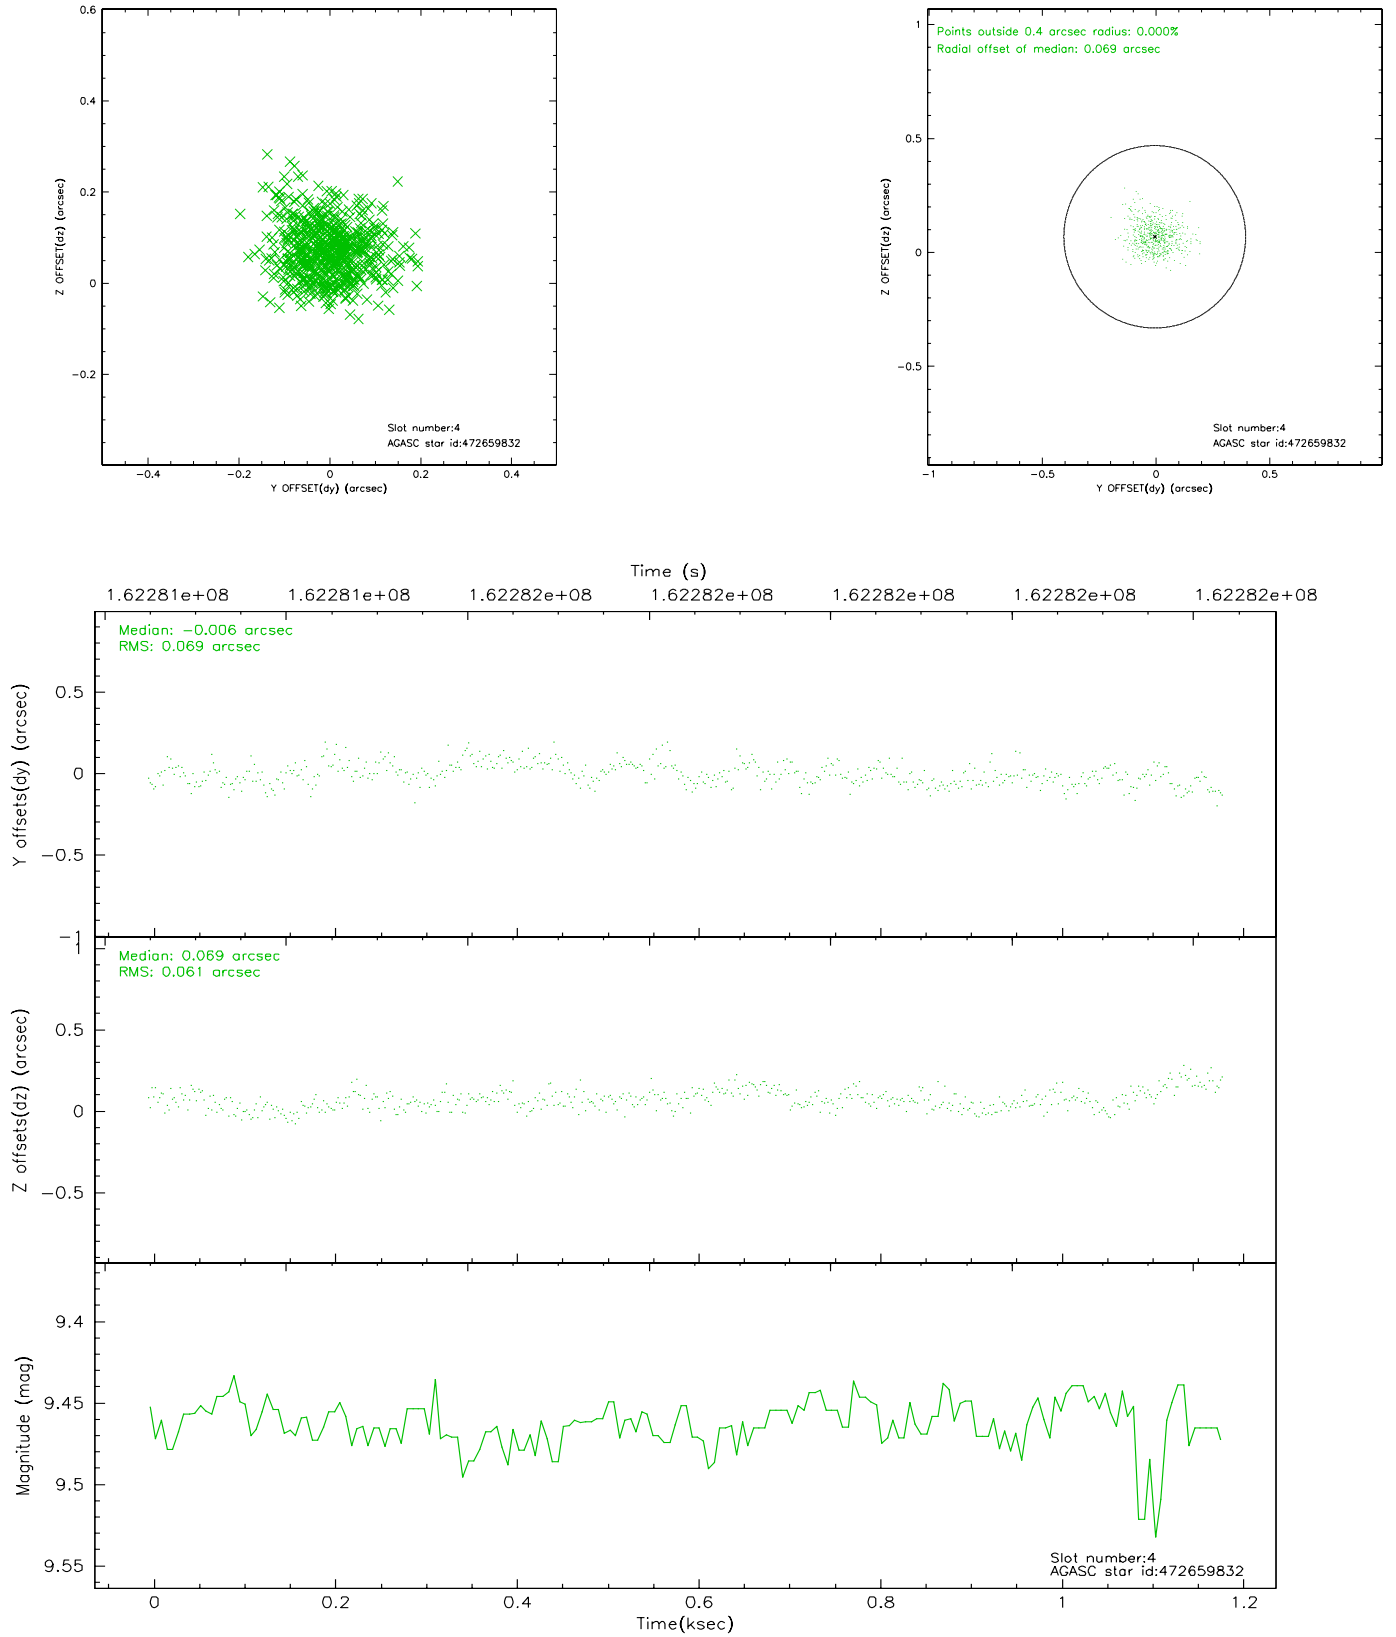 0.6
0.4
0.2
0
−0.2
−0.4
−0.2
0
0.2
0.4
Z OFFSET(dz) (arcsec)
Y OFFSET(dy) (arcsec)
Slot number:4
AGASC star id:472659832
Points outside 0.4 arcsec radius: 0.000%
Radial offset of median: 0.069 arcsec
1
0.5
0
−0.5
−1
−0.5
0
0.5
Z OFFSET(dz) (arcsec)
Y OFFSET(dy) (arcsec)
Slot number:4
AGASC star id:472659832
Time (s)
1.62281e+08 1.62281e+08 1.62282e+08 1.62282e+08 1.62282e+08 1.62282e+08 1.62282e+08
Median: −0.006 arcsec
RMS: 0.069 arcsec
0.5
0
−0.5
−1
Y offsets(dy) (arcsec)
Median: 0.069 arcsec
RMS: 0.061 arcsec
1
0.5
0
−0.5
Z offsets(dz) (arcsec)
9.4
9.45
9.5
9.55
Magnitude (mag)
Slot number:4
AGASC star id:472659832
0 0.2 0.4 0.6 0.8 1 1.2
Time(ksec)